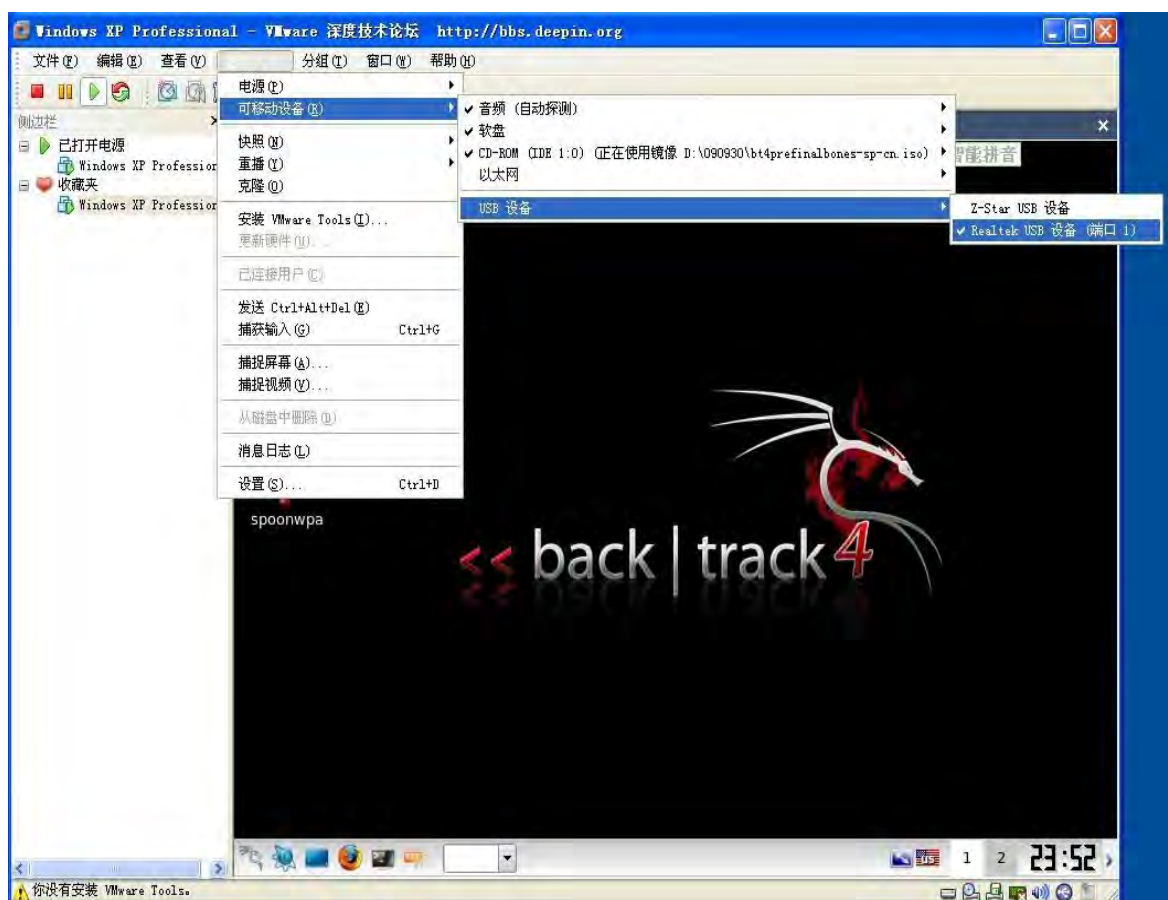 Windows XP Professional - VMware 深度技术论坛 http://bbs.deepin.org
文件(F) 编辑(E) 查看(V) 分组(T) 窗口(W) 帮助(H)
侧边栏
已打开电源
Windows XP Profession
收藏夹
Windows XP Profession
电源(P)
可移动设备(R)
快照(N)
重播(Y)
克隆(O)
安装 VMware Tools(I)...
更新硬件(U)...
已连接用户(C)
发送 Ctrl+Alt+Del(E)
捕获输入(G) Ctrl+G
捕捉屏幕(A)...
捕捉视频(V)...
从磁盘中删除(D)
消息日志(L)
设置(S)... Ctrl+D
音频 (自动探测)
软盘
CD-ROM (IDE 1:0) (正在使用镜像 D:\090930\bt4prefinalbones-sp-cn.iso)
以太网
USB 设备
Z-Star USB 设备
Realtek USB 设备 (端口 1)
智能拼音
spoonwpa
<< back | track 4
US 1 2 23:52
你没有安装 VMware Tools。